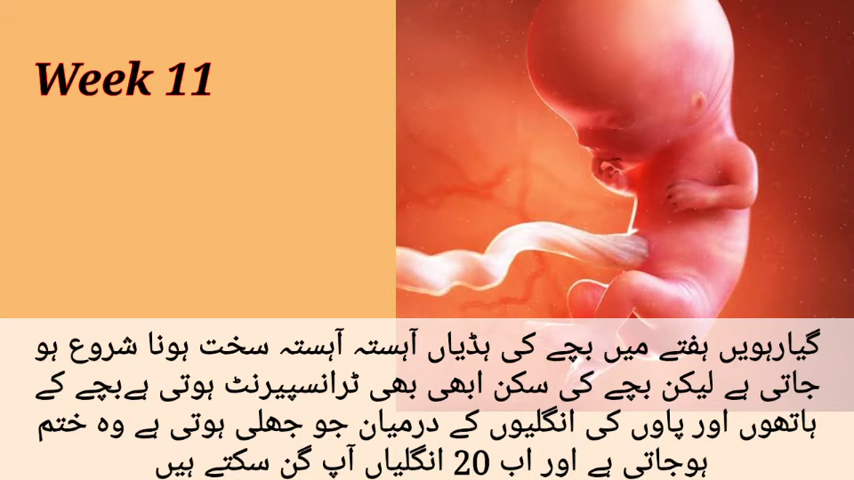 Week 11
گیارہویں ہفتے میں بچے کی ہڈیاں آہستہ آہستہ سخت ہونا شروع ہو
جاتی ہے لیکن بچے کی سکن ابھی بھی ٹرانسپیرنٹ ہوتی ہےبچے کے
ہاتھوں اور پاوں کی انگلیوں کے درمیان جو جھلی ہوتی ہے وہ ختم
ہوجاتی ہے اور اب 20 انگلیاں آپ گن سکتے ہیں